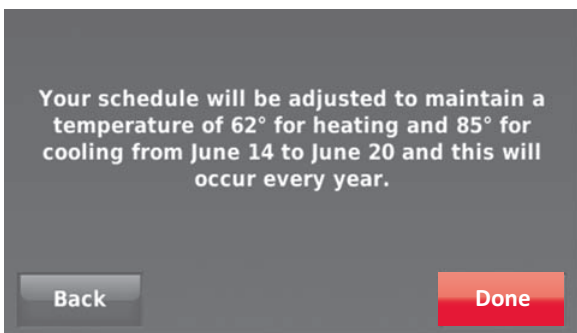 Your schedule will be adjusted to maintain a
temperature of 62° for heating and 85° for
cooling from June 14 to June 20 and this will
occur every year.
Back
Done